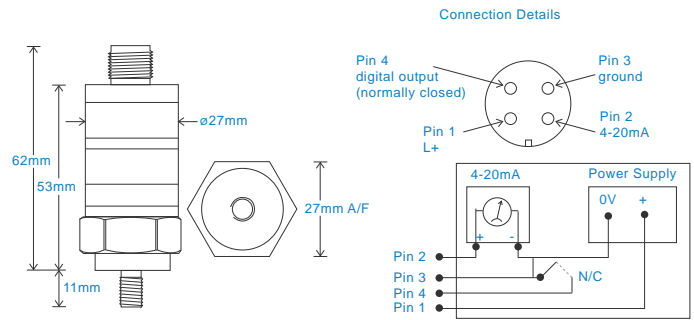 Connection Details
Pin 4
digital output
(normally closed)
Pin 3
ground
Pin 1
L+
Pin 2
4-20mA
ø27mm
62mm
53mm
27mm A/F
11mm
4-20mA
Power Supply
0V +
+ -
Pin 2
Pin 3
N/C
Pin 4
Pin 1